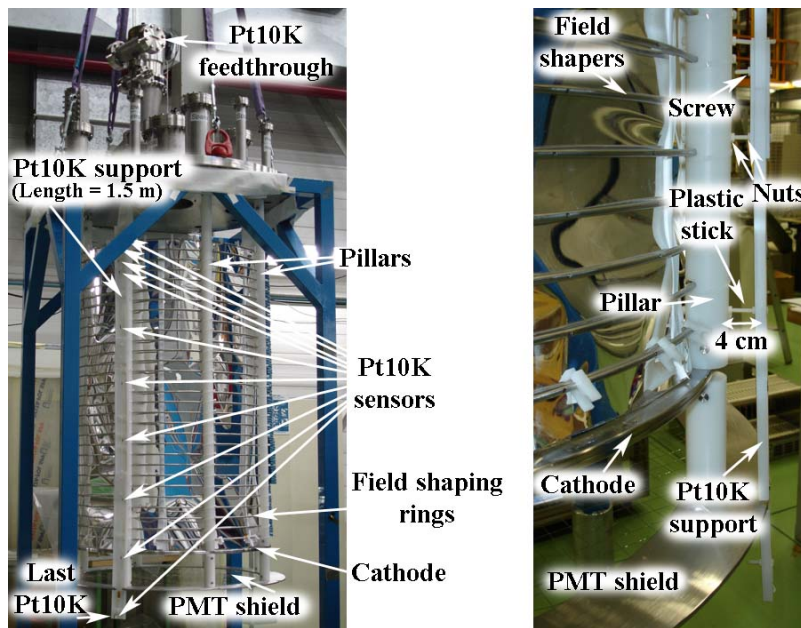 Pt10K
feedthrough
Pt10K support
(Length = 1.5 m)
Pillars
Pt10K
sensors
Field shaping
rings
Cathode
Last
Pt10K
PMT shield
Field
shapers
Screw
Nuts
Plastic
stick
Pillar
4 cm
Cathode
Pt10K
support
PMT shield